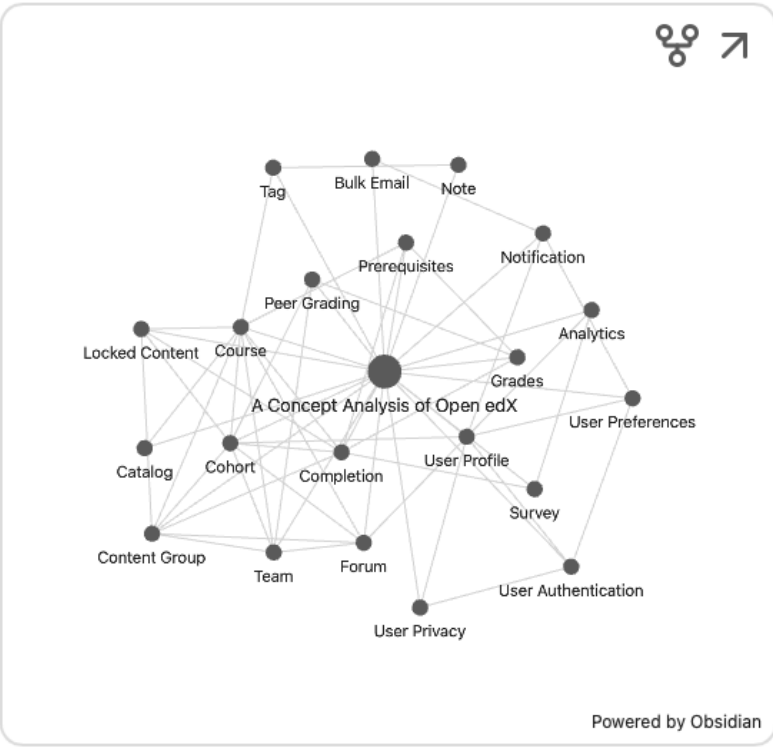 Tag
Bulk Email
Note
Notification
Prerequisites
Peer Grading
Analytics
Locked Content
Course
Grades
A Concept Analysis of Open edX
User Preferences
Catalog
Cohort
Completion
User Profile
Survey
Content Group
Team
Forum
User Authentication
User Privacy
Powered by Obsidian